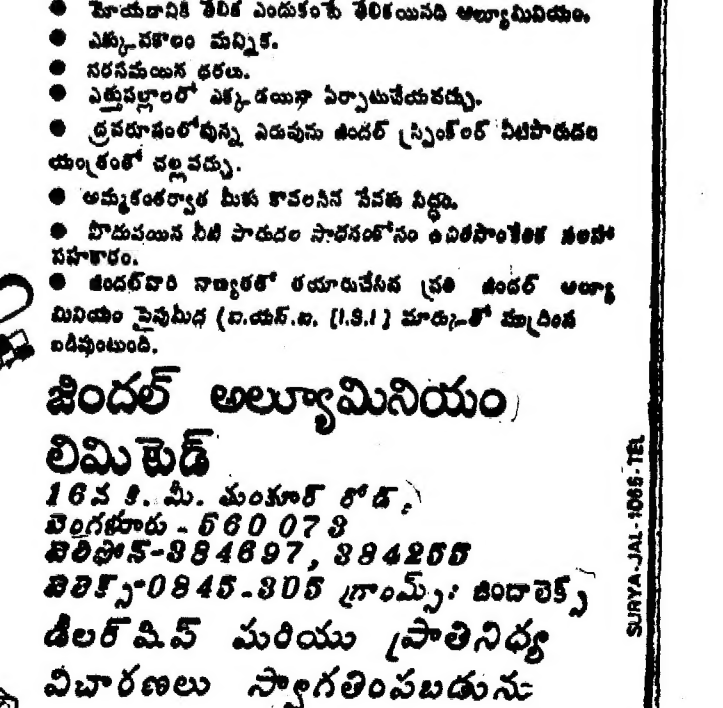 ● మోయడానికి తేలిక ఎందుకంటే తేలికయినది అల్యూమినియం.
● ఎక్కువకాలం మన్నిక.
● సరసమయిన ధరలు.
● ఎత్తుపల్లాలలో ఎక్కడయినా ఏర్పాటుచేయవచ్చు.
● ద్రవరూపంలోవున్న ఎరువును జిందల్ స్ప్రింక్లర్ నీటిపారుదల
యంత్రంతో చల్లవచ్చు.
● అమ్మకంతర్వాత మీకు కావలసిన సేవకు సిద్ధం.
● పొదుపయిన నీటి పారుదల సాధనంకోసం ఉచితసాంకేతిక సలహా
సహకారం.
● జిందల్‌వారి నాణ్యతతో తయారుచేసిన ప్రతి జిందల్ అల్యూ
మినియం పైపుమీద (ఐ.యస్.ఐ. [I.S.I] మార్కుతో ముద్రింప
బడివుంటుంది.
జిందల్ అల్యూమినియం
లిమిటెడ్
16వ కి. మీ. తుంకూర్ రోడ్,
బెంగళూరు - 560 073
టెలిఫోన్-384697, 384255
టెలెక్స్-0845-305 గ్రామ్స్: జిందాలెక్స్
డీలర్‌షిప్ మరియు ప్రాతినిధ్య
విచారణలు స్వాగతింపబడును
SURYA-JAL-1065-TEL